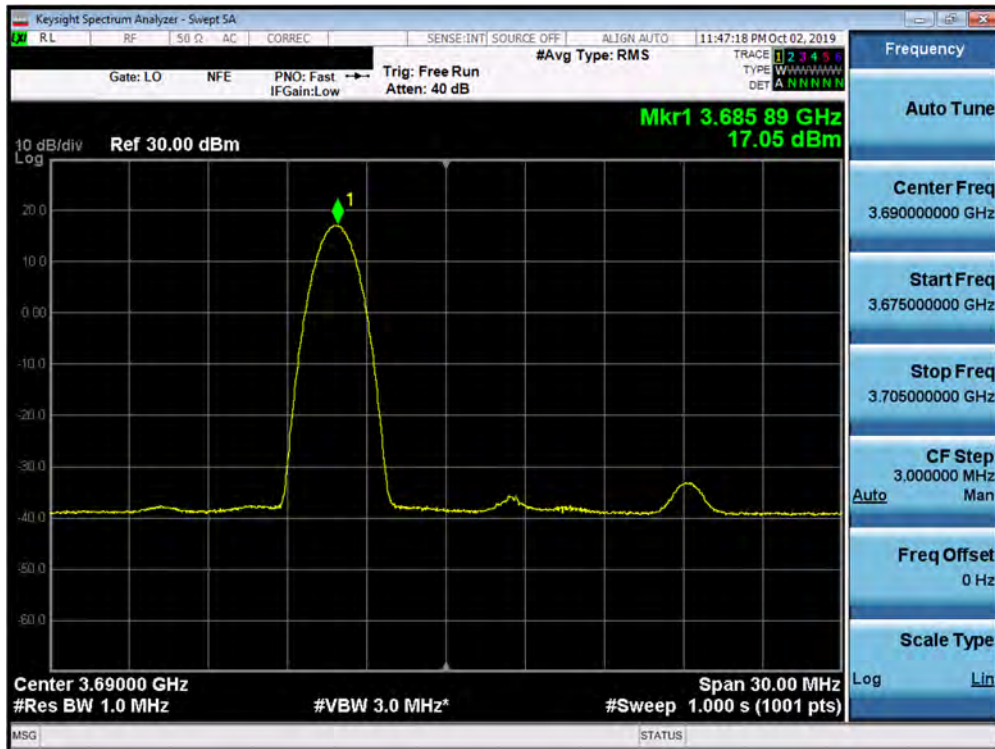 Keysight Spectrum Analyzer - Swept SA
RL RF 50 Ω AC CORREC SENSE:INT SOURCE OFF ALIGN AUTO 11:47:18 PM Oct 02, 2019
#Avg Type: RMS
TRACE 1 2 3 4 5 6
Gate: LO NFE PNO: Fast Trig: Free Run
TYPE WWWWWW
IFGain:Low Atten: 40 dB
DET A N N N N N
Mkr1 3.685 89 GHz
17.05 dBm
10 dB/div Ref 30.00 dBm
Log
1
20.0
10.0
0.00
-10.0
-20.0
-30.0
-40.0
-50.0
-60.0
Center 3.69000 GHz Span 30.00 MHz
#Res BW 1.0 MHz #VBW 3.0 MHz* #Sweep 1.000 s (1001 pts)
MSG STATUS
Frequency
Auto Tune
Center Freq
3.690000000 GHz
Start Freq
3.675000000 GHz
Stop Freq
3.705000000 GHz
CF Step
3.000000 MHz
Auto Man
Freq Offset
0 Hz
Scale Type
Log Lin